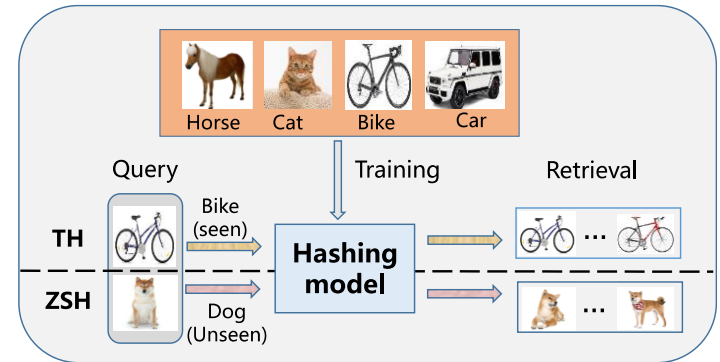 Horse
Cat
Bike
Car
Query
Training
Retrieval
Bike
(seen)
TH
Hashing
model
...
ZSH
Dog
(Unseen)
...